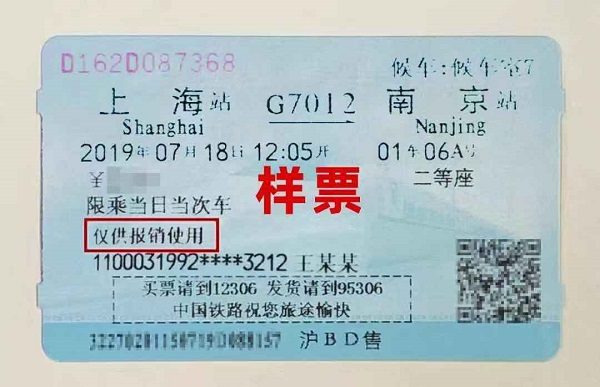 D162D087368 候车:候车室7
上海站 G7012 南京站
Shanghai Nanjing
2019年07月18日 12:05开 01车06A号
¥ 二等座
样票
限乘当日当次车
仅供报销使用
1100031992****3212 王某某
买票请到12306 发货请到95306
中国铁路祝您旅途愉快
沪BD售